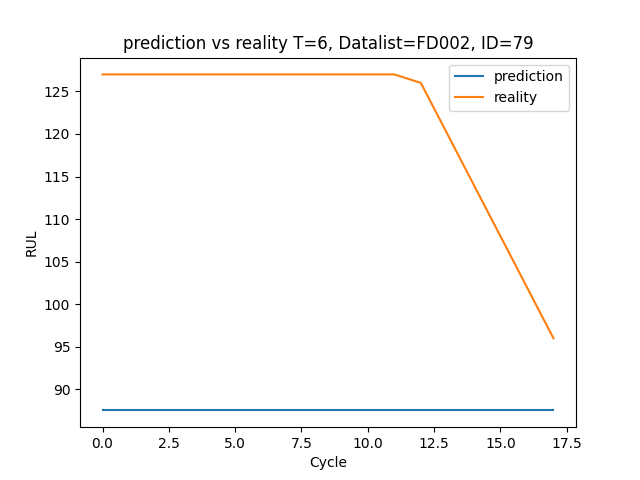 prediction vs reality T=6, Datalist=FD002, ID=79
prediction
reality
125
120
115
110
105
100
95
90
RUL
0.0 2.5 5.0 7.5 10.0 12.5 15.0 17.5
Cycle